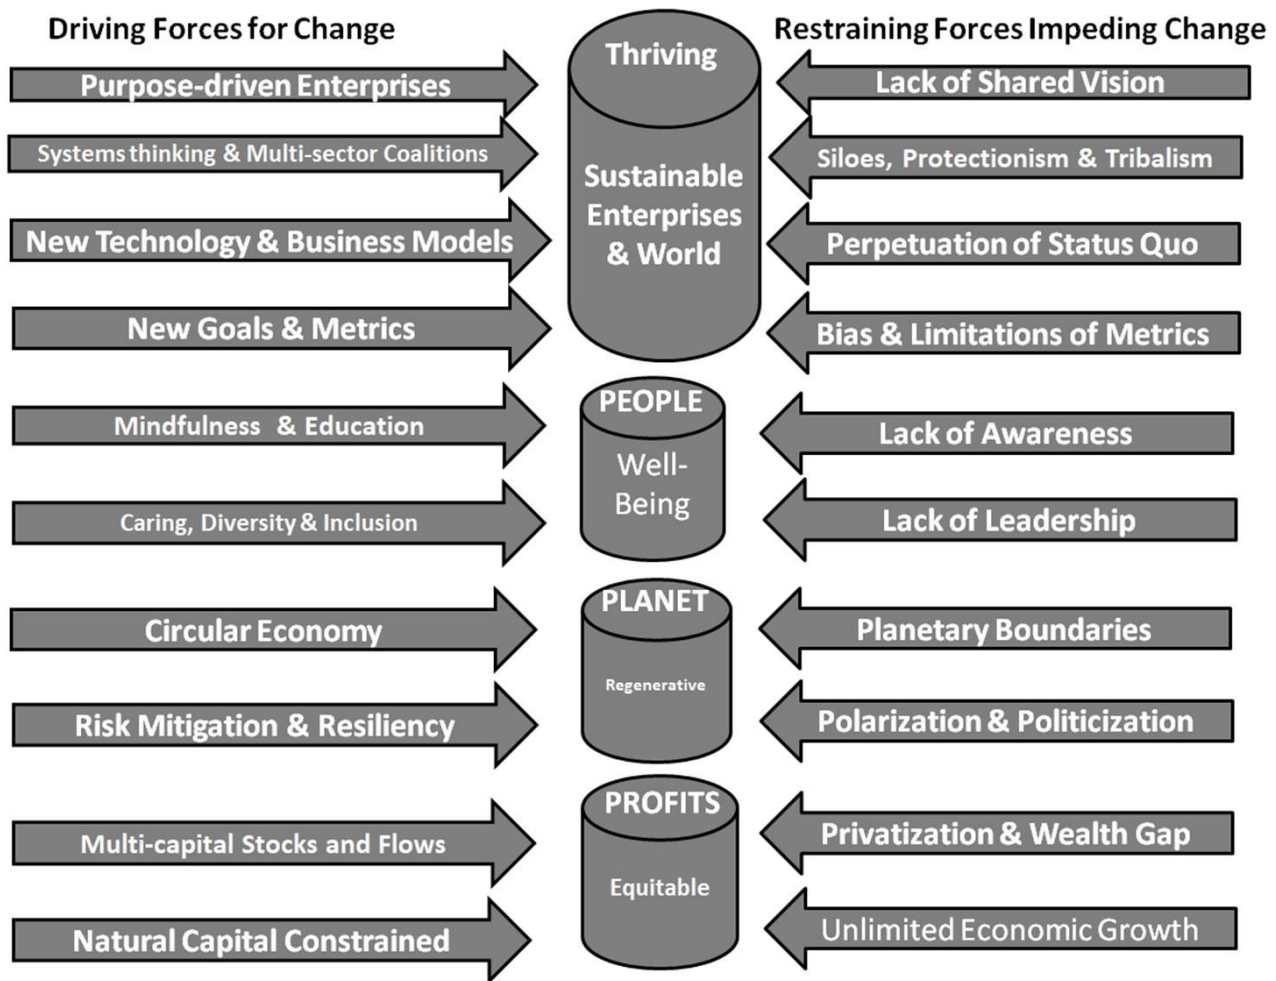 Driving Forces for Change
Restraining Forces Impeding Change
Thriving
Sustainable
Enterprises
& World
Purpose-driven Enterprises
Lack of Shared Vision
Systems thinking & Multi-sector Coalitions
Siloes, Protectionism & Tribalism
New Technology & Business Models
Perpetuation of Status Quo
New Goals & Metrics
Bias & Limitations of Metrics
PEOPLE
Well-
Being
Mindfulness & Education
Lack of Awareness
Caring, Diversity & Inclusion
Lack of Leadership
PLANET
Regenerative
Circular Economy
Planetary Boundaries
Risk Mitigation & Resiliency
Polarization & Politicization
PROFITS
Equitable
Multi-capital Stocks and Flows
Privatization & Wealth Gap
Natural Capital Constrained
Unlimited Economic Growth